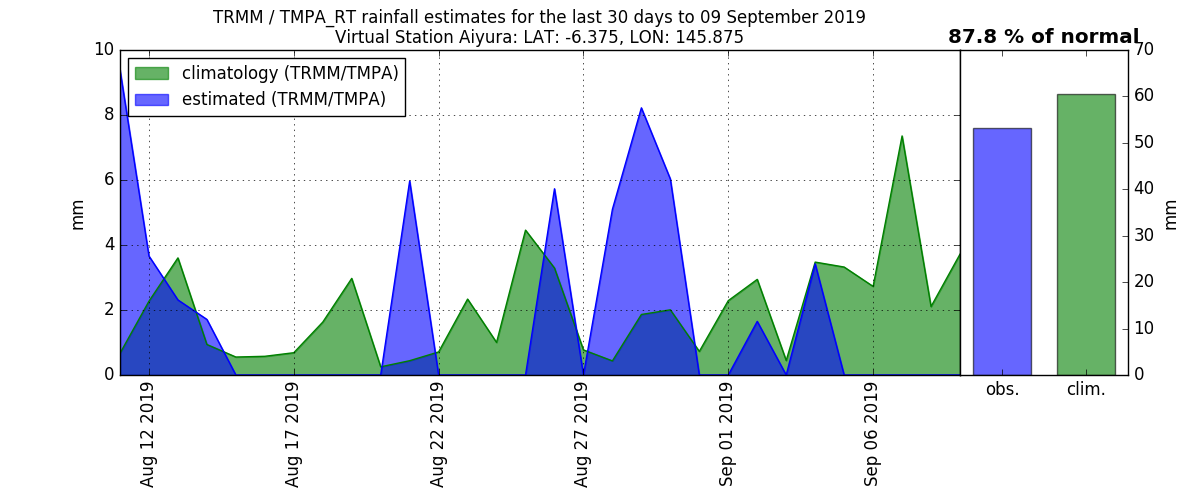 TRMM / TMPA_RT rainfall estimates for the last 30 days to 09 September 2019
Virtual Station Aiyura: LAT: -6.375, LON: 145.875
87.8 % of normal
climatology (TRMM/TMPA)
estimated (TRMM/TMPA)
mm
10
8
6
4
2
0
Aug 12 2019
Aug 17 2019
Aug 22 2019
Aug 27 2019
Sep 01 2019
Sep 06 2019
obs.
clim.
70
60
50
40
30
20
10
0
mm